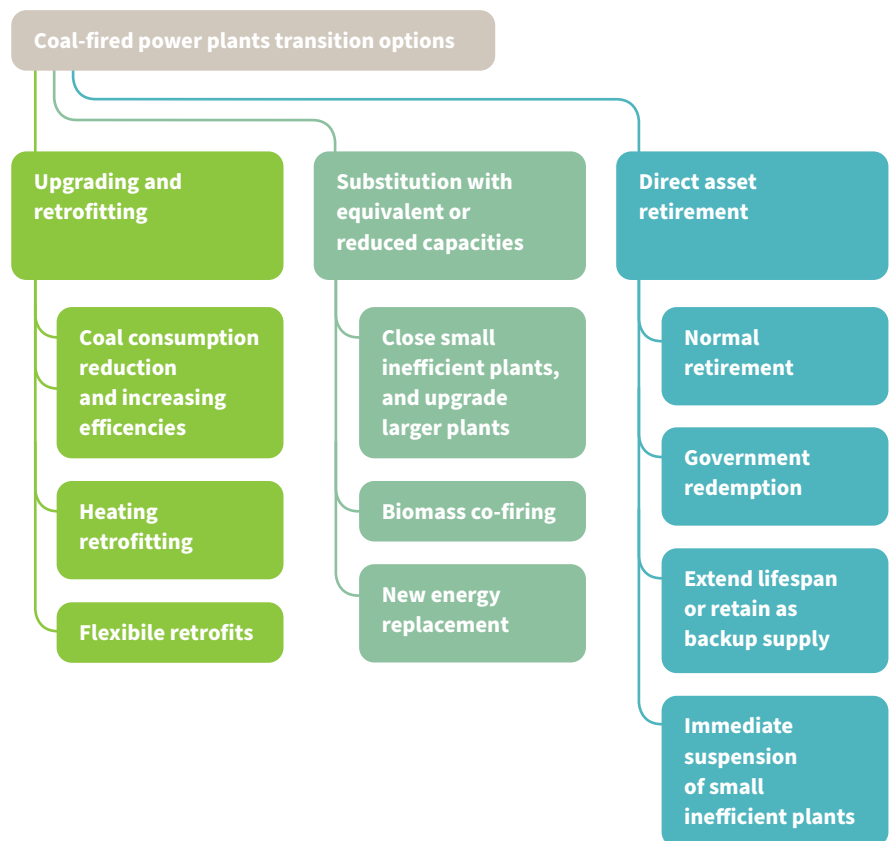 Coal-fired power plants transition options
Upgrading and
retrofitting
Coal consumption
reduction
and increasing
efficencies
Heating
retrofitting
Flexibile retrofits
Substitution with
equivalent or
reduced capacities
Close small
inefficient plants,
and upgrade
larger plants
Biomass co-firing
New energy
replacement
Direct asset
retirement
Normal
retirement
Government
redemption
Extend lifespan
or retain as
backup supply
Immediate
suspension
of small
inefficient plants